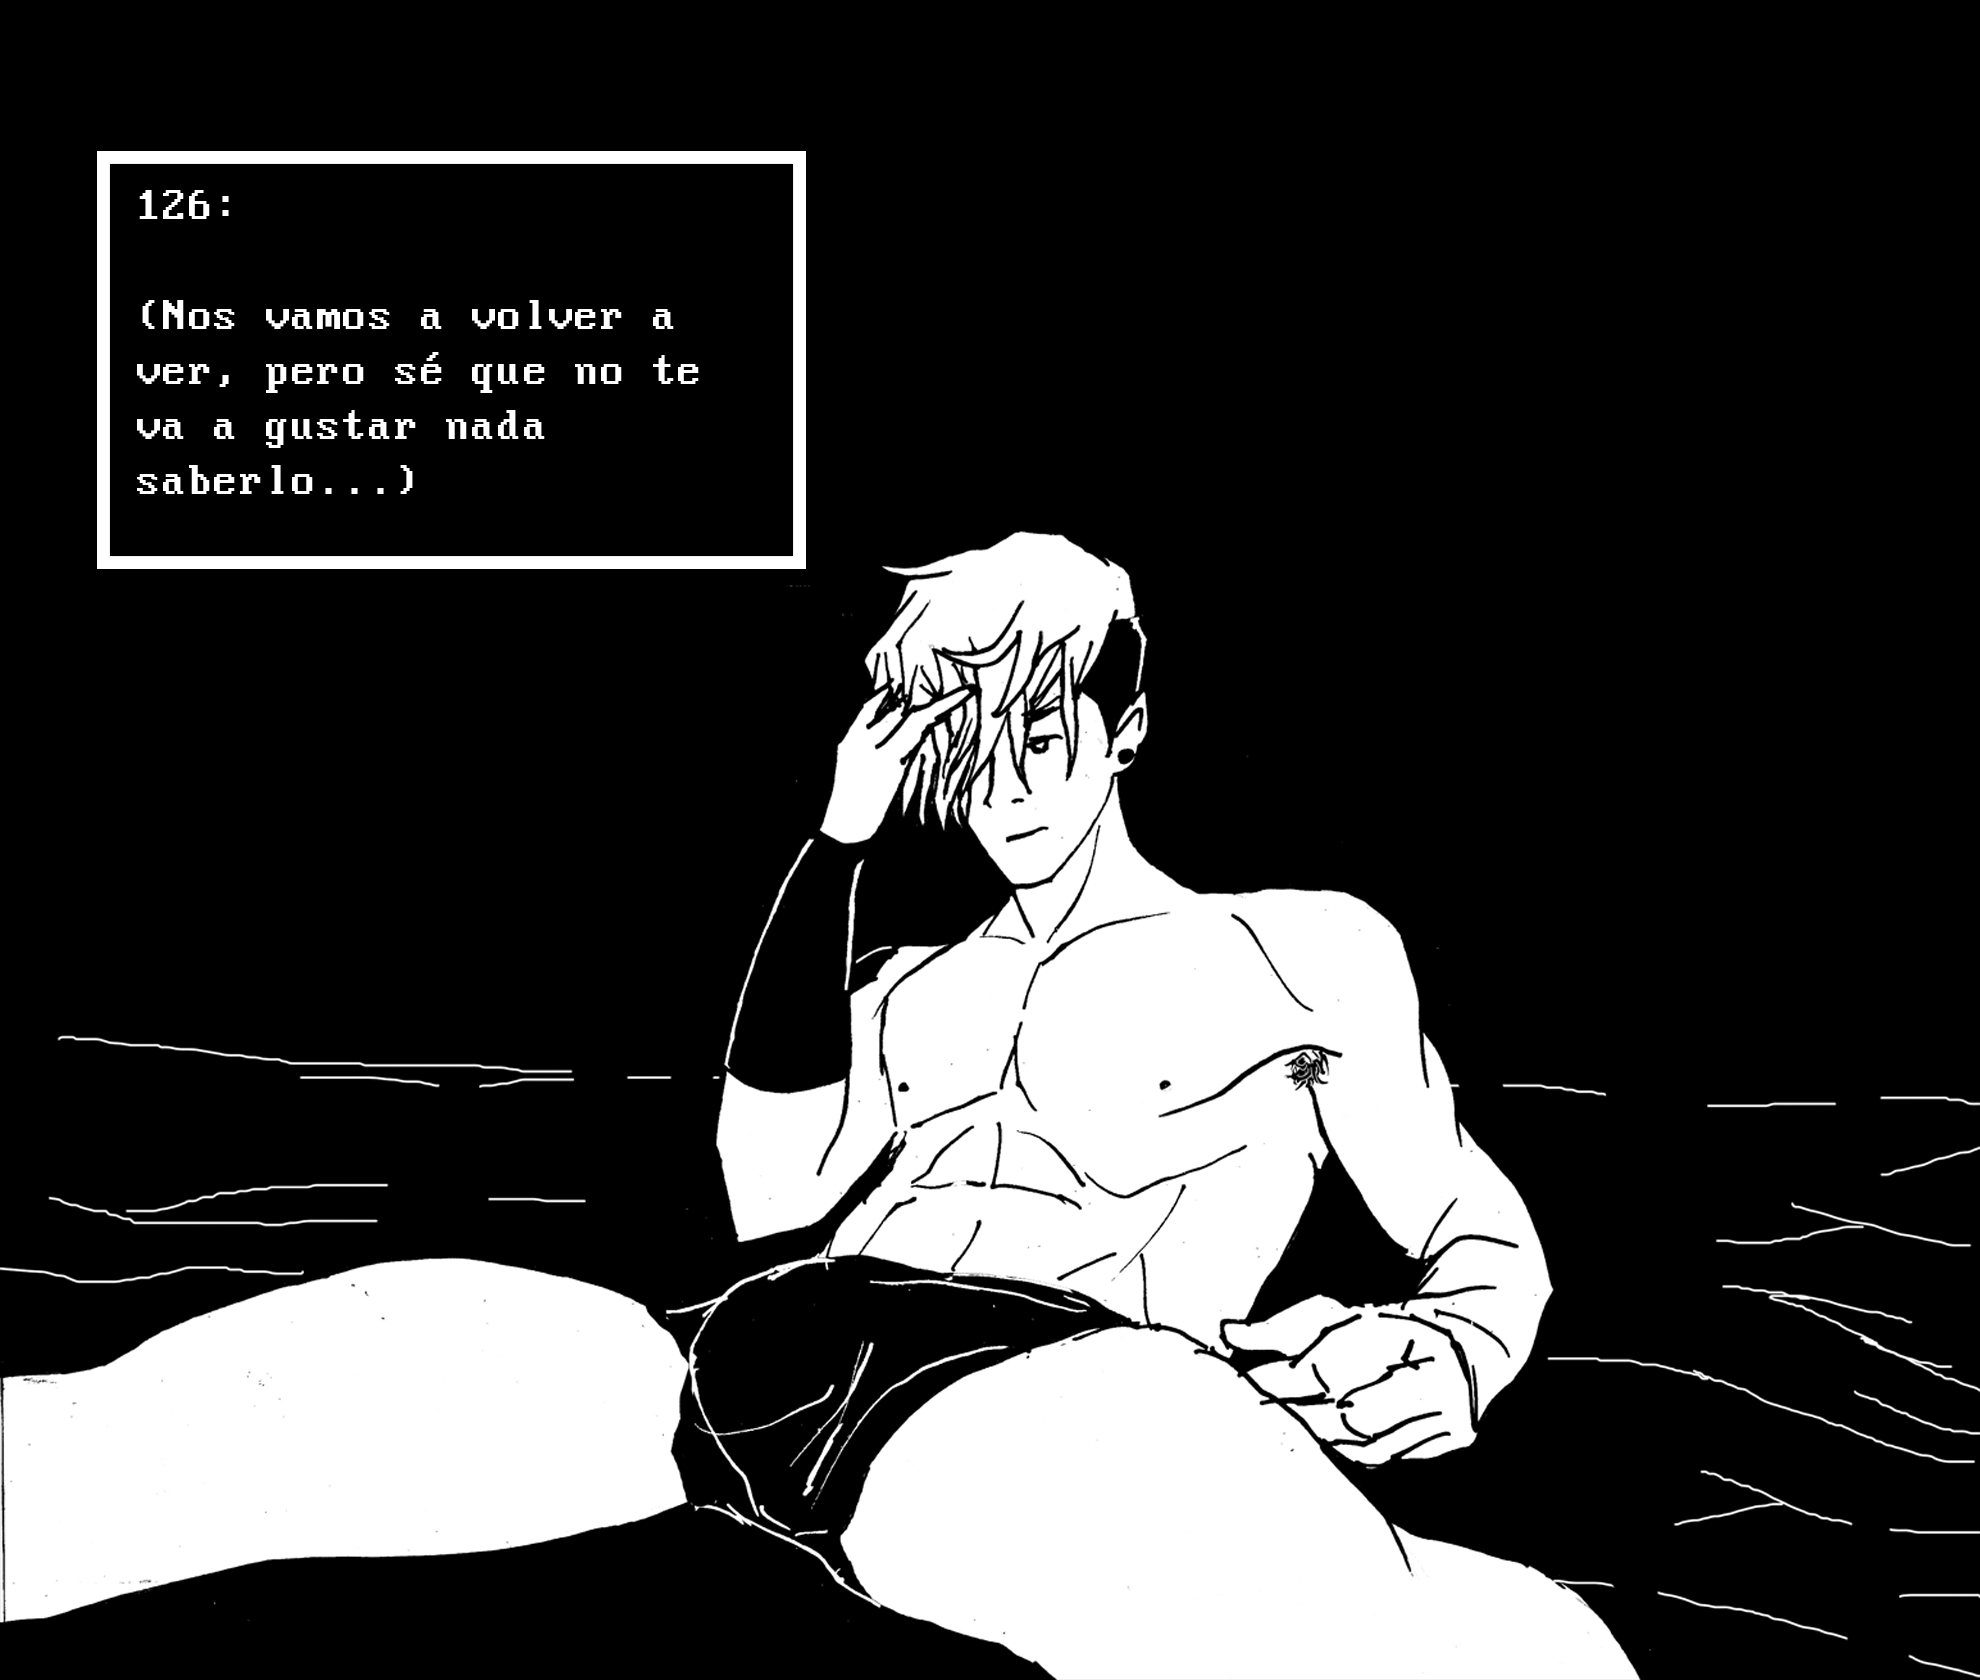 126:
(Nos vamos a volver a
ver, pero sé que no te
va a gustar nada
saberlo...)